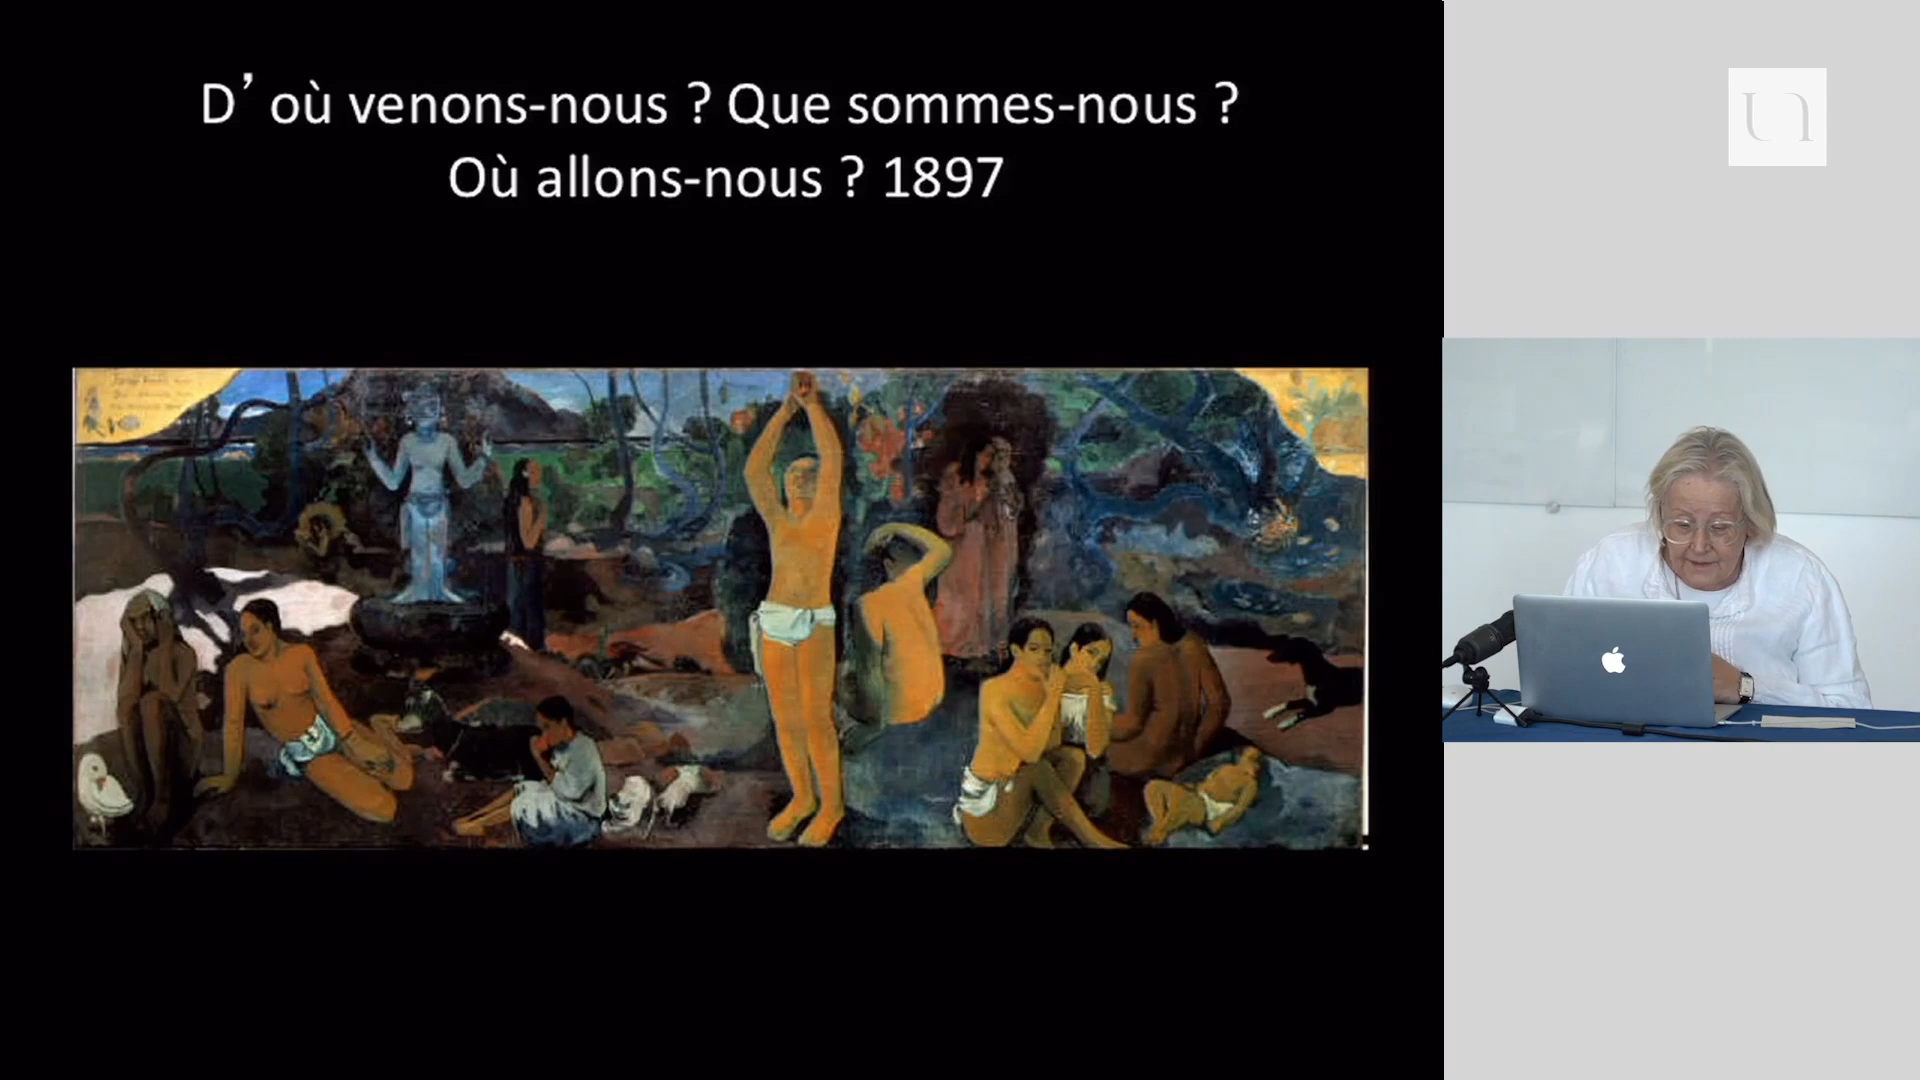 D’ où venons-nous ? Que sommes-nous ?
Où allons-nous ? 1897